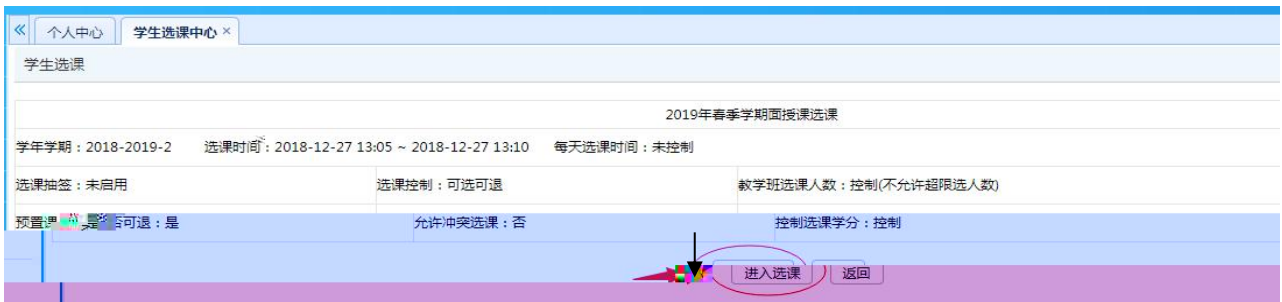 个人中心 学生选课中心 ×
学生选课
2019年春季学期面授课选课
学年学期：2018-2019-2 选课时间：2018-12-27 13:05 ~ 2018-12-27 13:10 每天选课时间：未控制
选课抽签：未启用 选课控制：可选可退 教学班选课人数：控制(不允许超限选人数)
预置课 是否可退：是 允许冲突选课：否 控制选课学分：控制
进入选课 返回